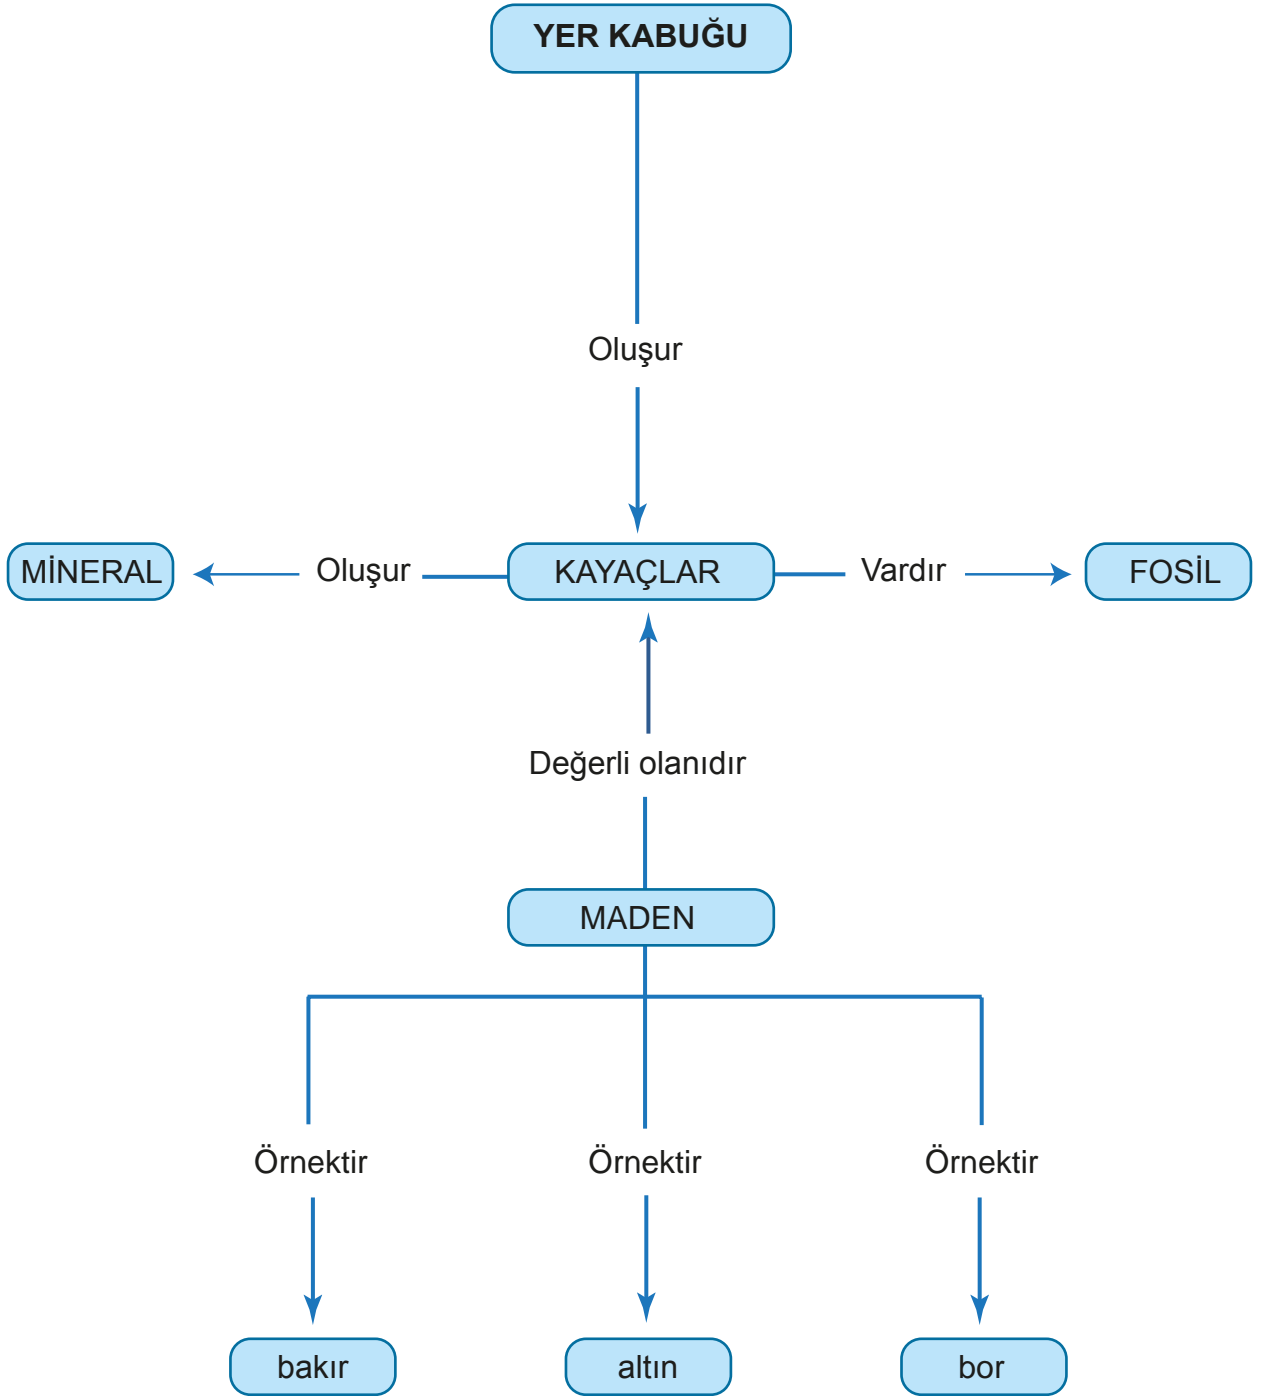 YER KABUĞU
Oluşur
MİNERAL
Oluşur
KAYAÇLAR
Vardır
FOSİL
Değerli olanıdır
MADEN
Örnektir
Örnektir
Örnektir
bakır
altın
bor